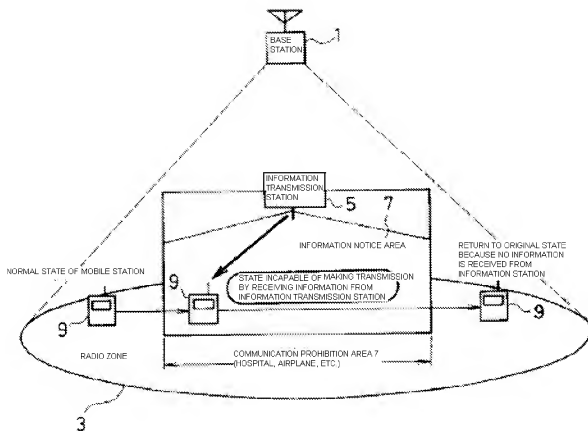 BASE
STATION
1
INFORMATION
TRANSMISSION
STATION
5
7
INFORMATION NOTICE AREA
RETURN TO ORIGINAL STATE
BECAUSE NO INFORMATION
IS RECEIVED FROM
INFORMATION STATION
NORMAL STATE OF MOBILE STATION
9
STATE INCAPABLE OF MAKING TRANSMISSION
BY RECEIVING INFORMATION FROM
INFORMATION TRANSMISSION STATION
9
9
RADIO ZONE
COMMUNICATION PROHIBITION AREA 7
(HOSPITAL, AIRPLANE, ETC.)
3